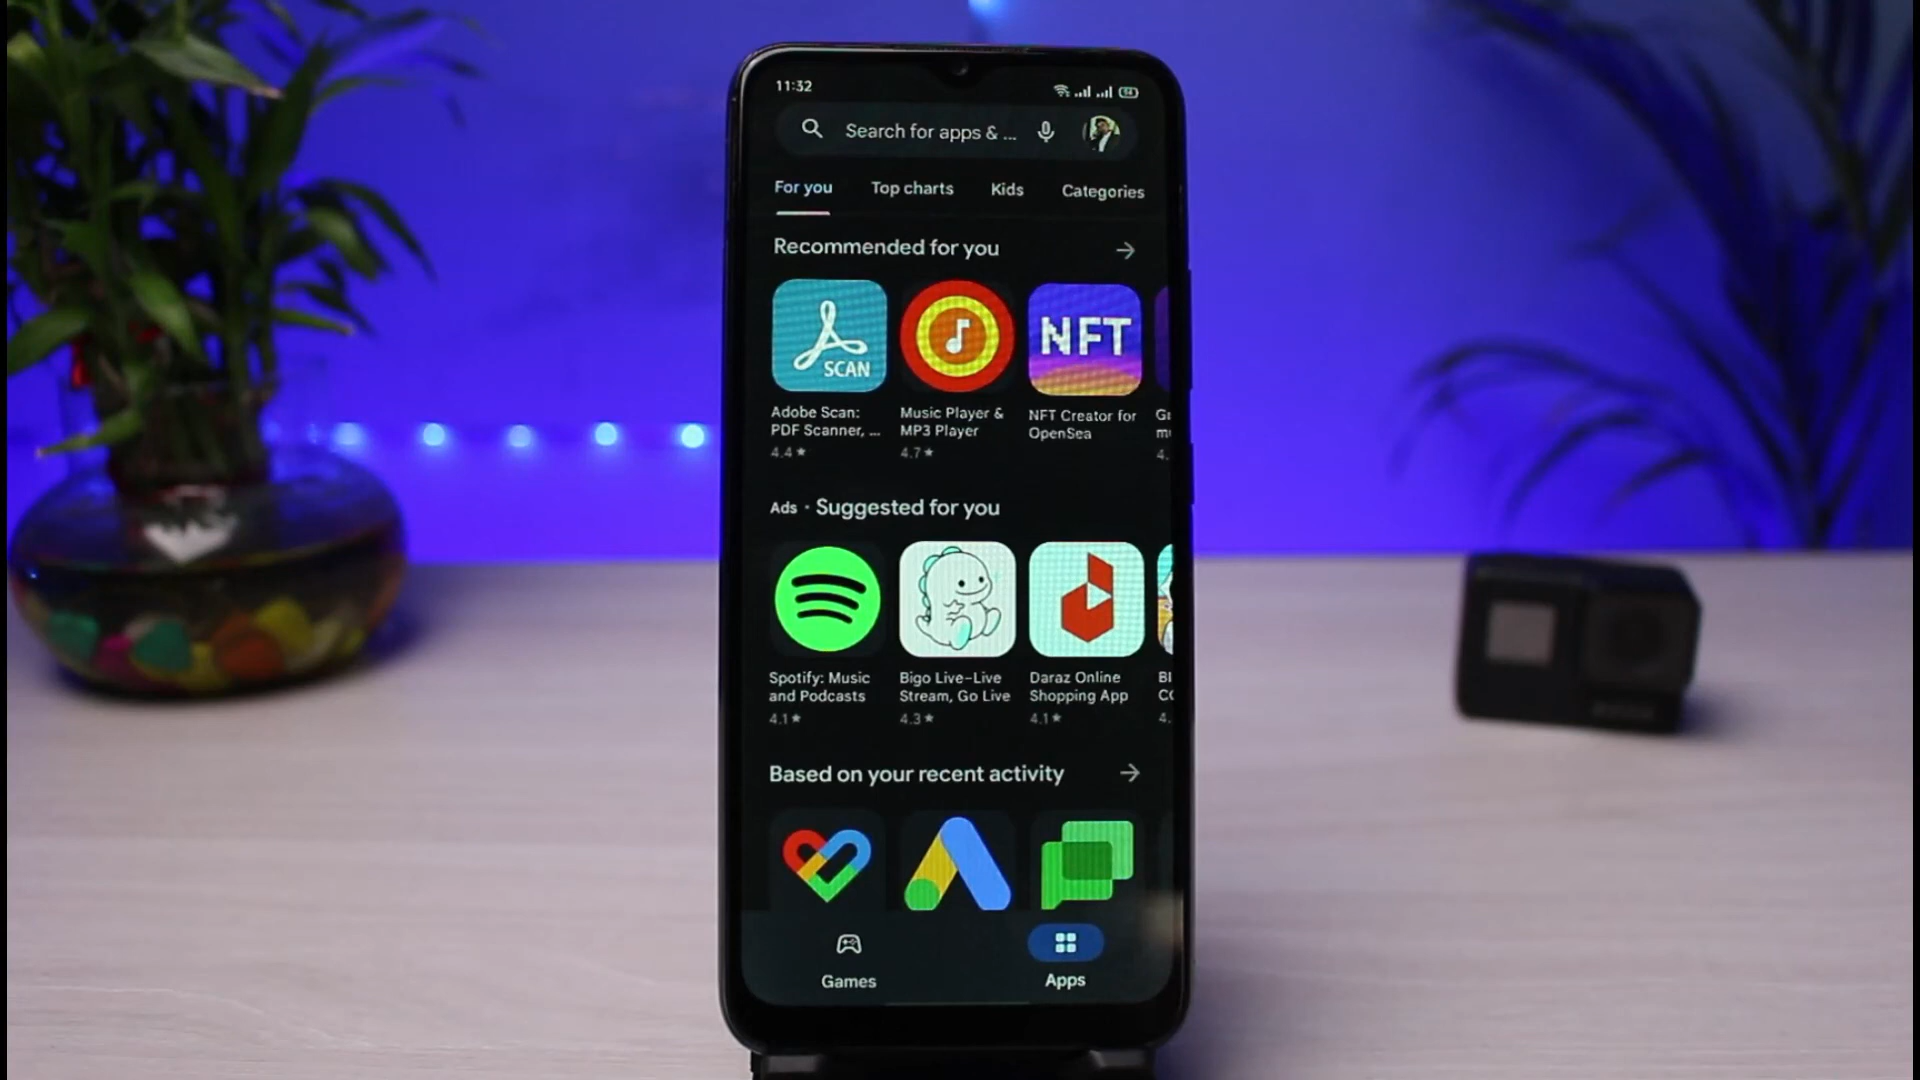 11:32
Search for apps & ...
For you
Top charts
Kids
Categories
Recommended for you
SCAN
NFT
Adobe Scan:
PDF Scanner, ...
4.4★
Music Player &
MP3 Player
4.7★
NFT Creator for
OpenSea
4.
Ads · Suggested for you
Spotify: Music
and Podcasts
4.1★
Bigo Live-Live
Stream, Go Live
4.3★
Daraz Online
Shopping App
4.1★
4.
Based on your recent activity
Games
Apps